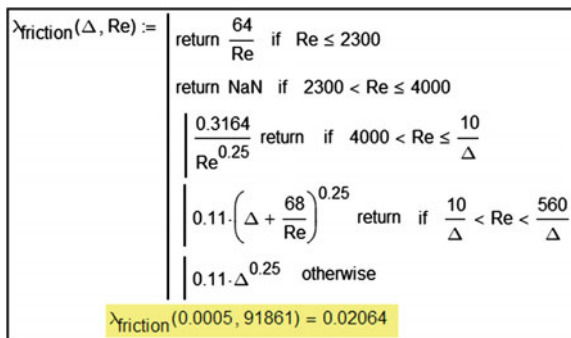 λfriction(Δ, Re) := return 64/Re if Re ≤ 2300
return NaN if 2300 < Re ≤ 4000
0.3164/Re^0.25 return if 4000 < Re ≤ 10/Δ
0.11·(Δ + 68/Re)^0.25 return if 10/Δ < Re < 560/Δ
0.11·Δ^0.25 otherwise
λfriction(0.0005, 91861) = 0.02064